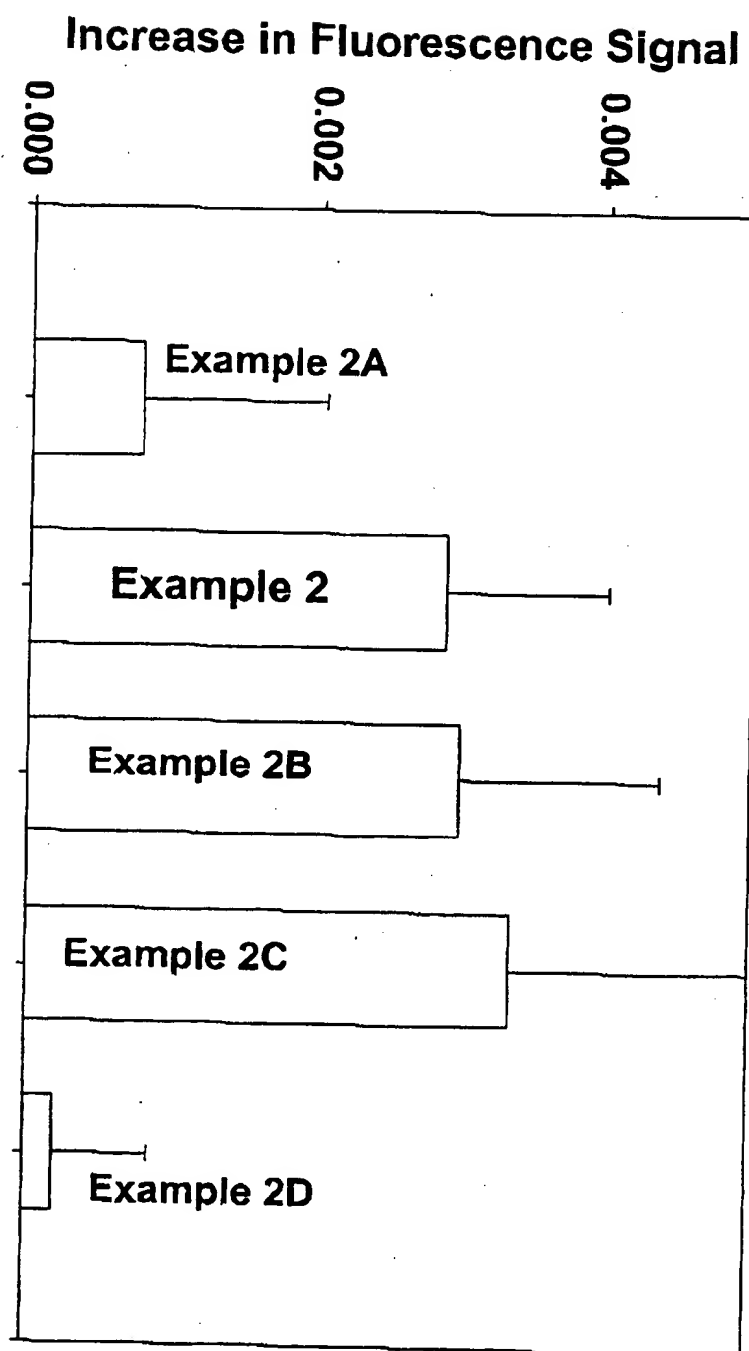 Increase in Fluorescence Signal
0.000
0.002
0.004
Example 2A
Example 2
Example 2B
Example 2C
Example 2D